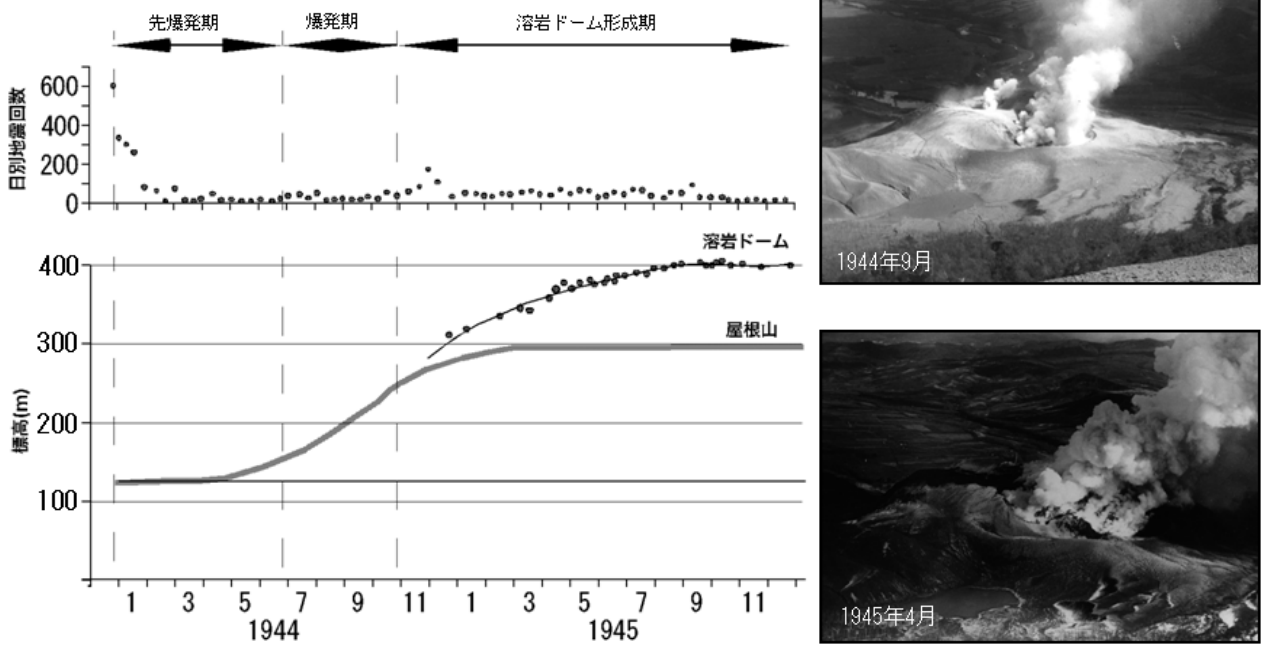 先爆発期
爆発期
溶岩ドーム形成期
日別地震回数
600
400
200
0
溶岩ドーム
屋根山
標高(m)
400
300
200
100
1 3 5 7 9 11 1 3 5 7 9 11
1944 1945
1944年9月
1945年4月